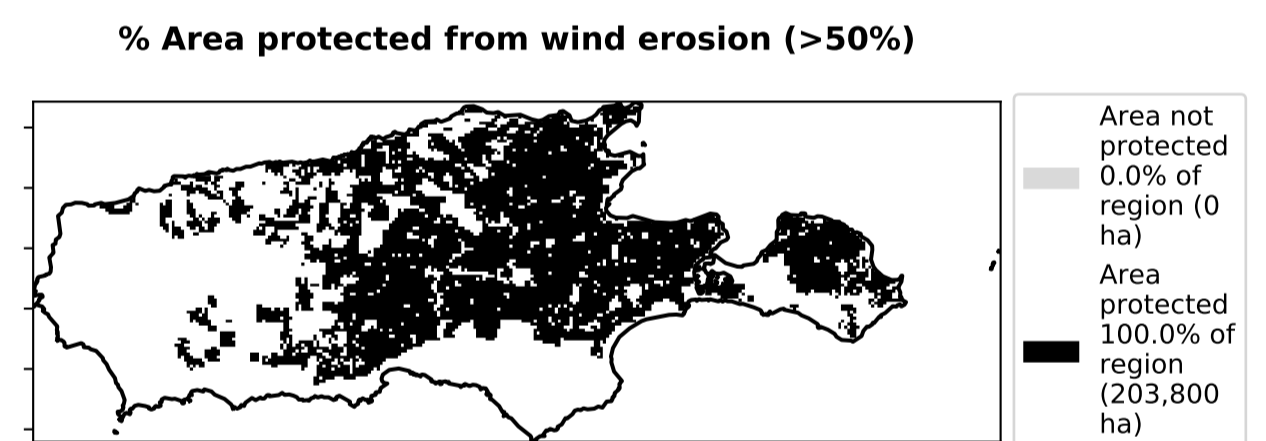 % Area protected from wind erosion (>50%)
Area not
protected
0.0% of
region (0
ha)
Area
protected
100.0% of
region
(203,800
ha)